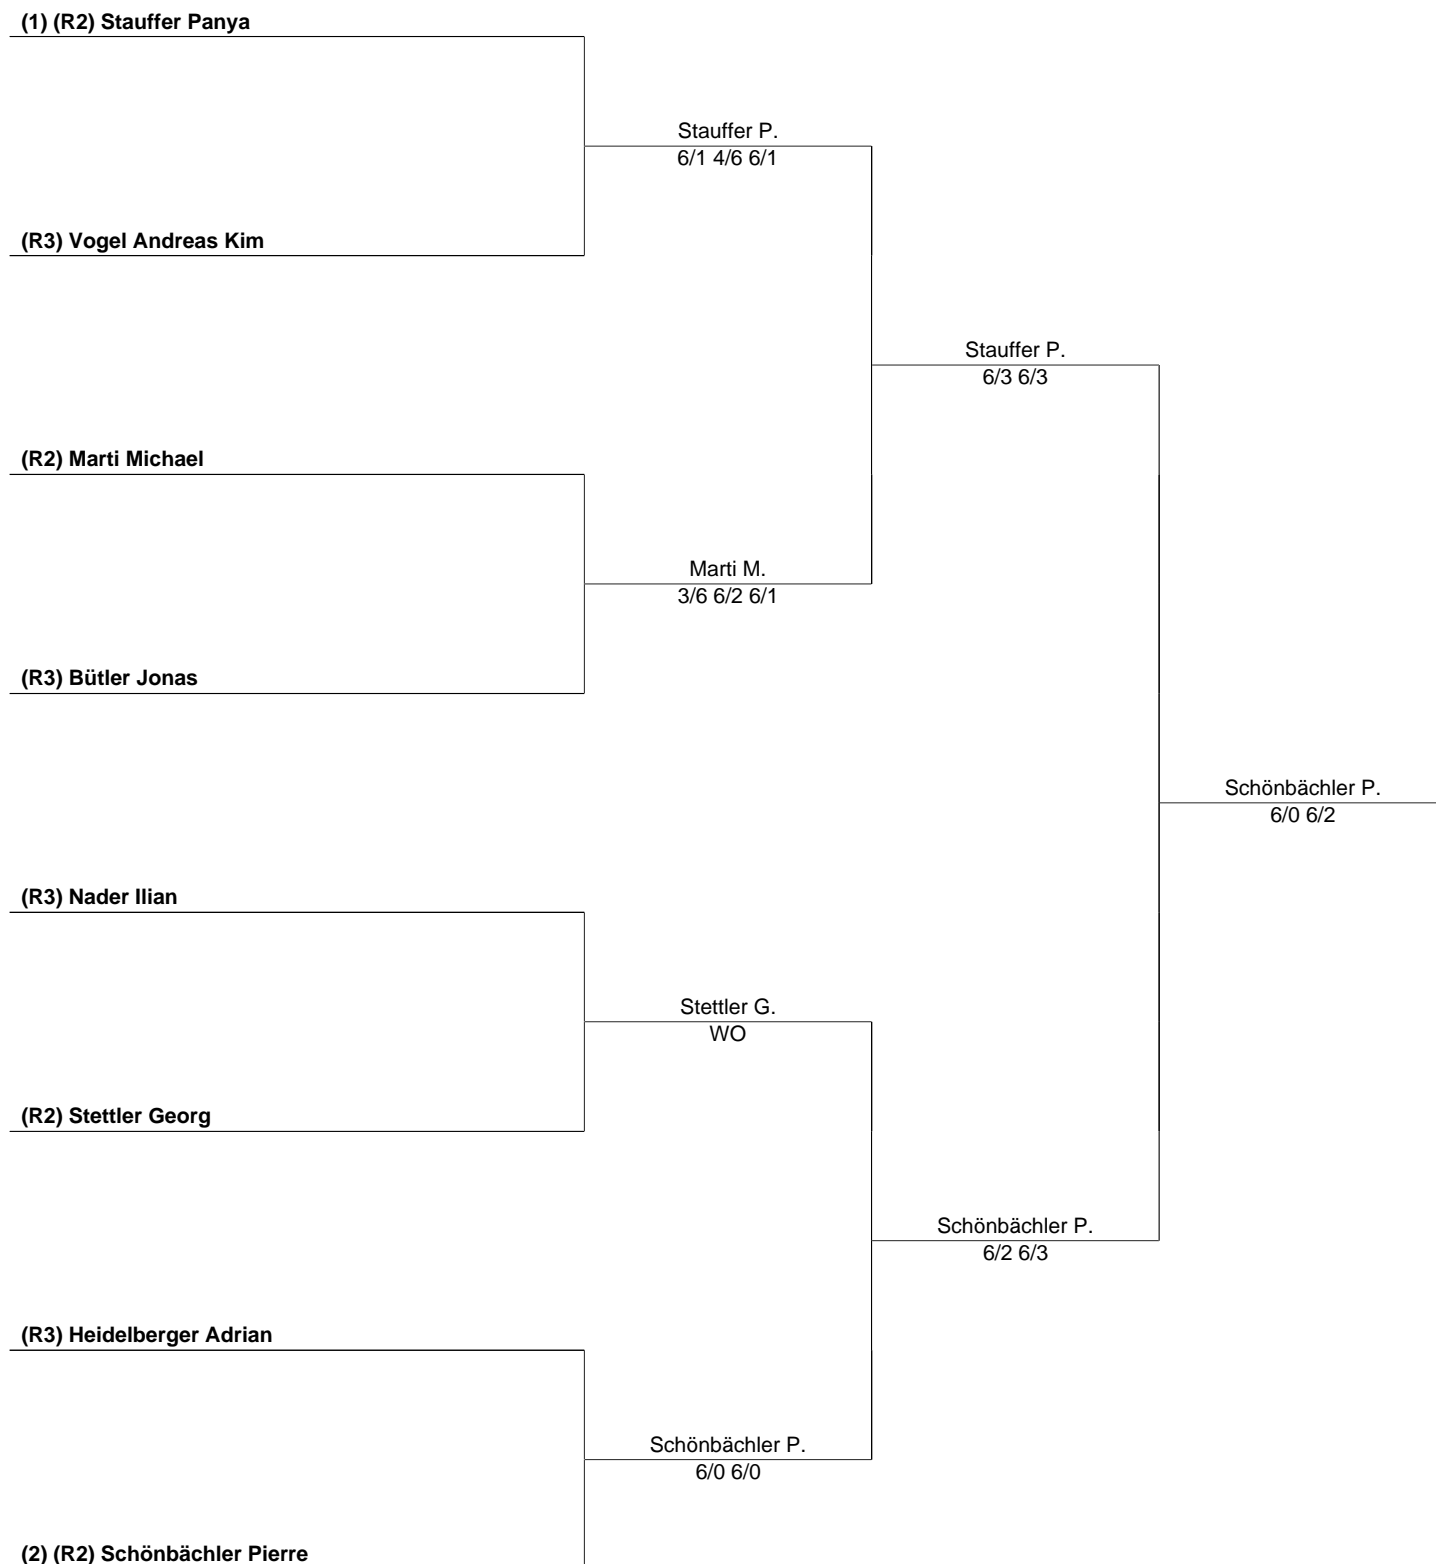 (1) (R2) Stauffer Panya
Stauffer P.
6/1 4/6 6/1
(R3) Vogel Andreas Kim
Stauffer P.
6/3 6/3
(R2) Marti Michael
Marti M.
3/6 6/2 6/1
(R3) Bütler Jonas
Schönbächler P.
6/0 6/2
(R3) Nader Ilian
Stettler G.
WO
(R2) Stettler Georg
Schönbächler P.
6/2 6/3
(R3) Heidelberger Adrian
Schönbächler P.
6/0 6/0
(2) (R2) Schönbächler Pierre